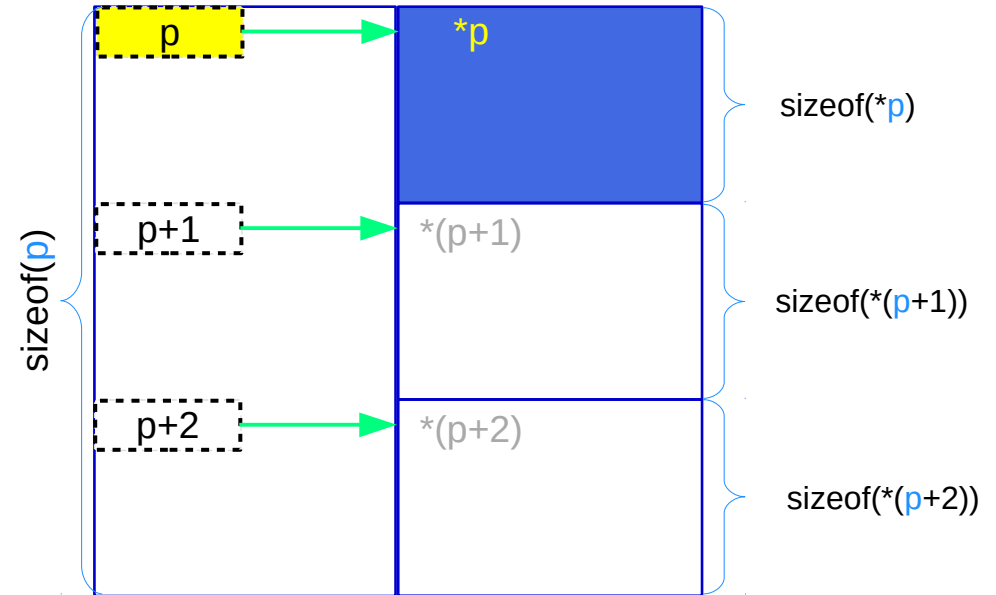 p
*p
sizeof(*p)
p+1
*(p+1)
sizeof(p)
sizeof(*(p+1))
p+2
*(p+2)
sizeof(*(p+2))